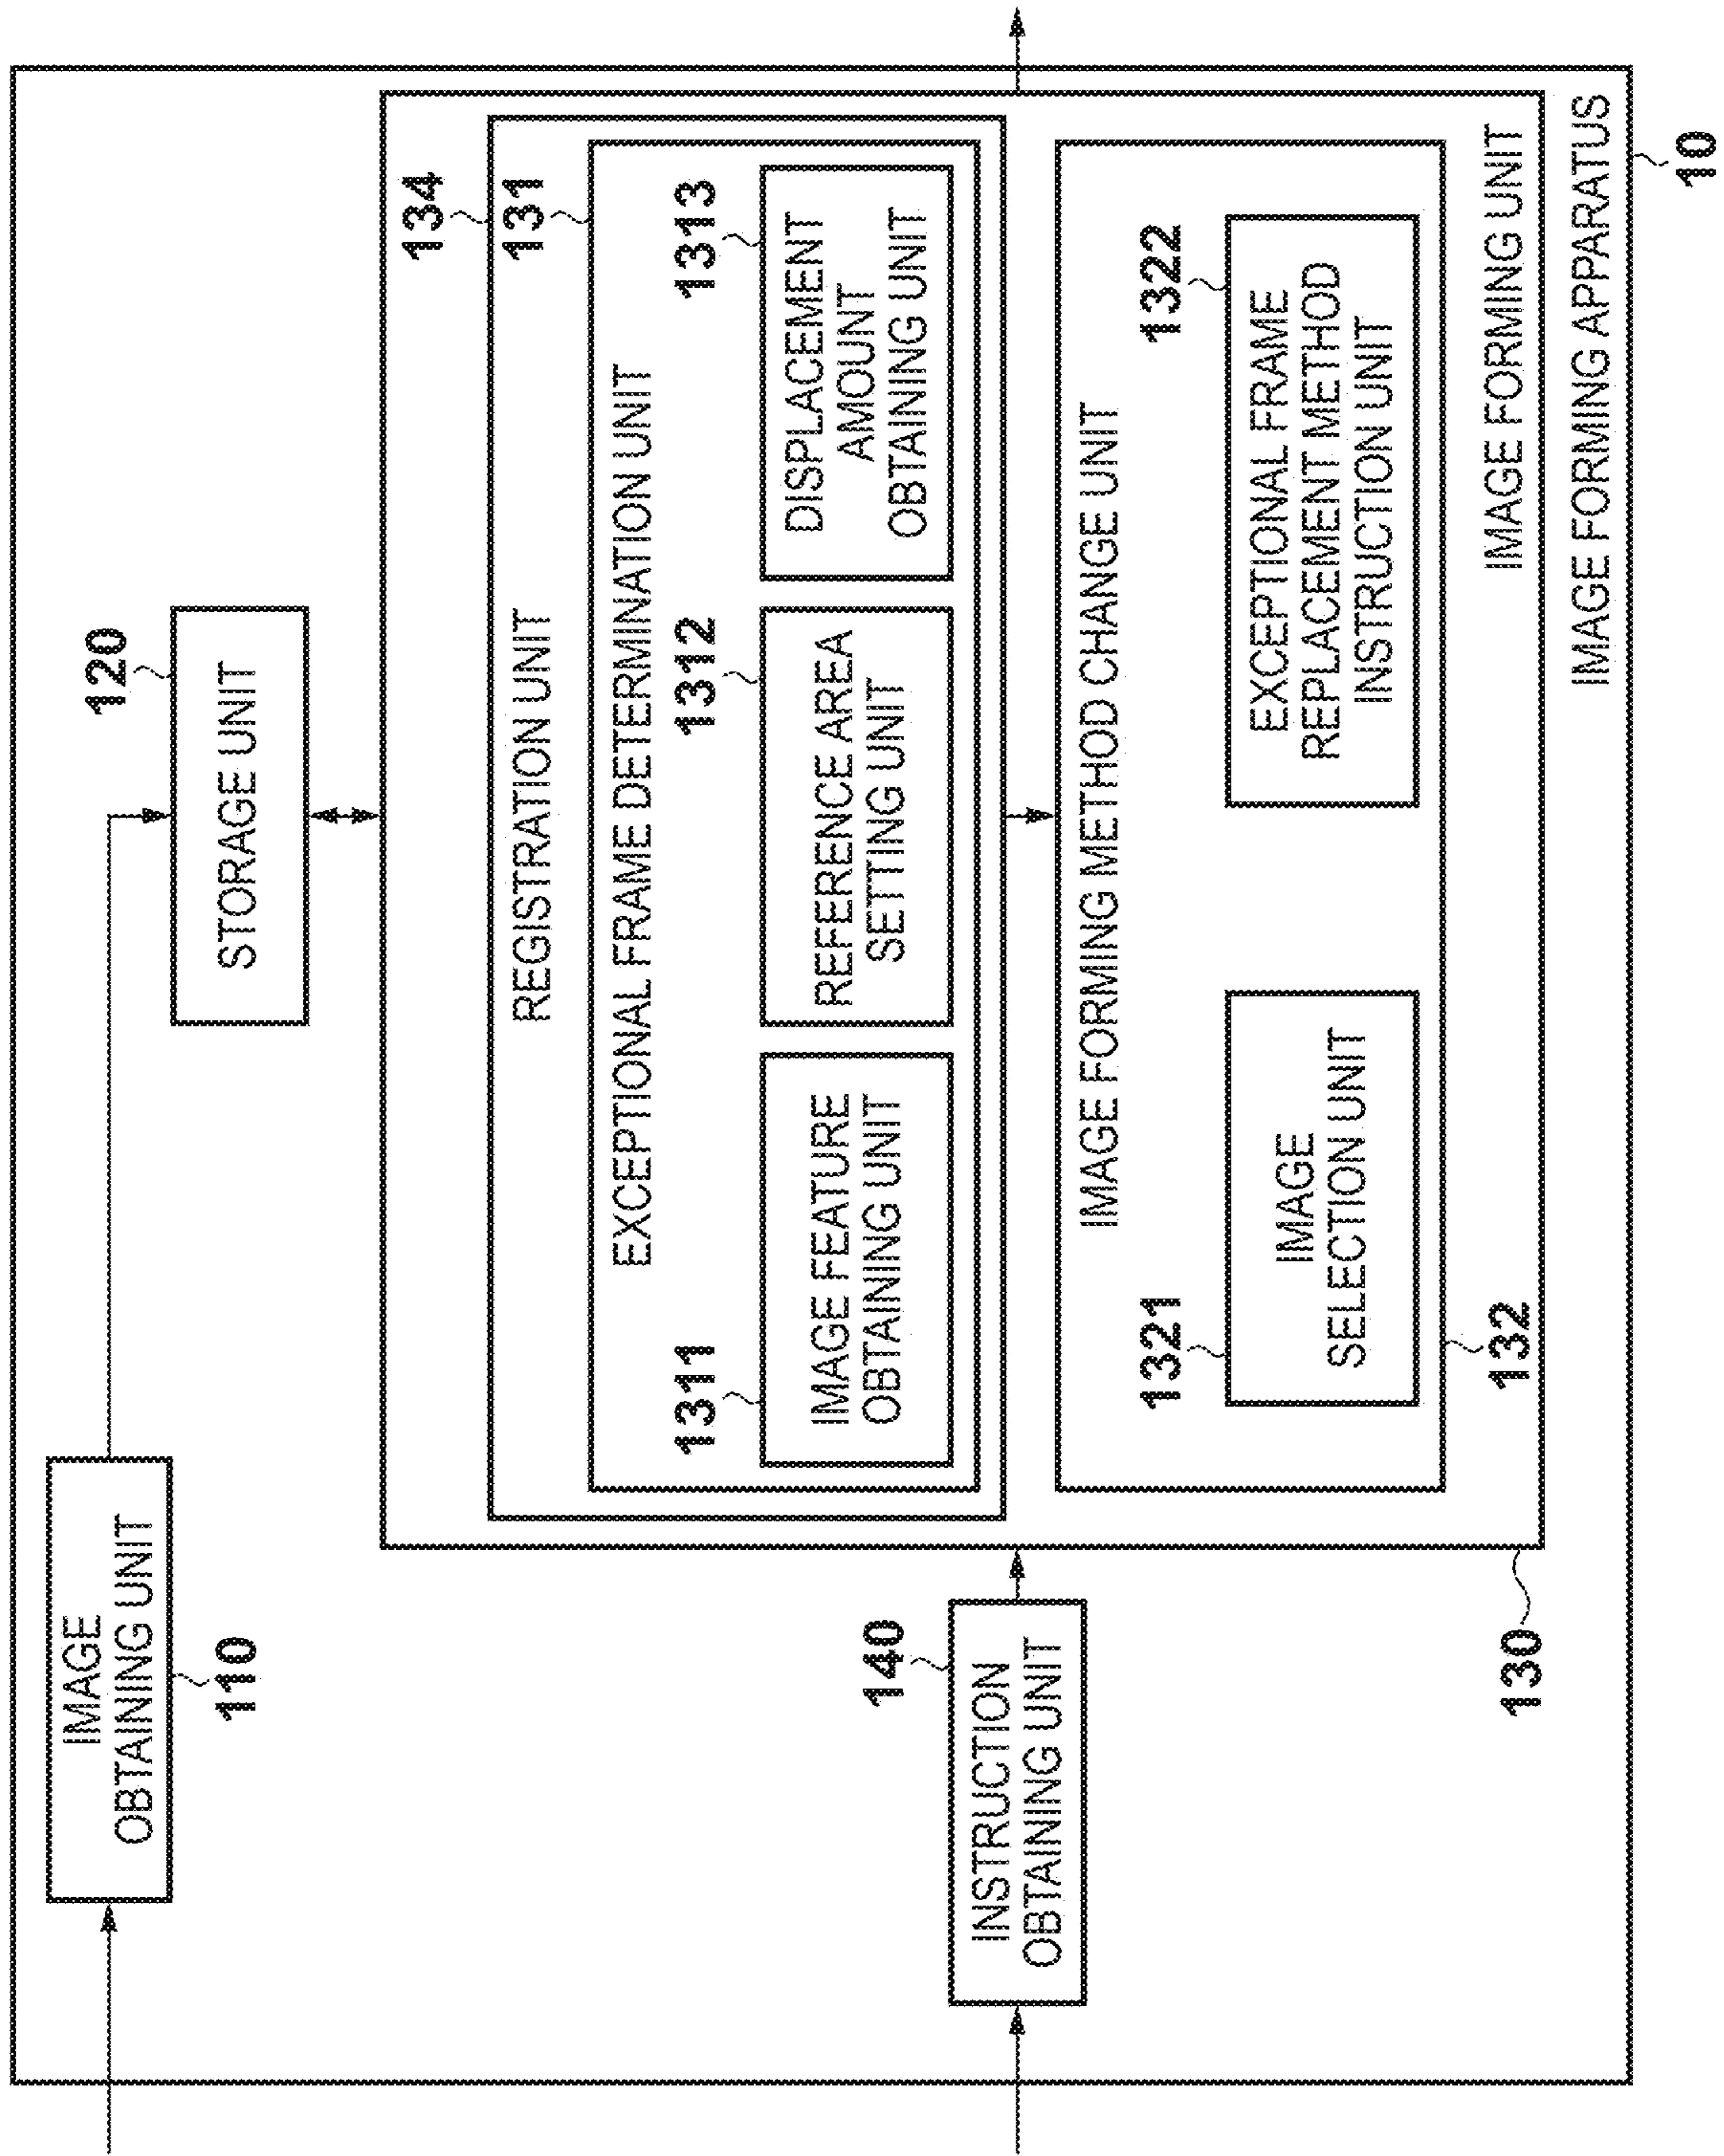 IMAGE
OBTAINING UNIT
110
120
STORAGE UNIT
134
REGISTRATION UNIT
131
EXCEPTIONAL FRAME DETERMINATION UNIT
1311
IMAGE FEATURE
OBTAINING UNIT
1312
REFERENCE AREA
SETTING UNIT
1313
DISPLACEMENT
AMOUNT
OBTAINING UNIT
140
INSTRUCTION
OBTAINING UNIT
IMAGE FORMING METHOD CHANGE UNIT
1321
IMAGE
SELECTION UNIT
1322
EXCEPTIONAL FRAME
REPLACEMENT METHOD
INSTRUCTION UNIT
132
130
IMAGE FORMING UNIT
IMAGE FORMING APPARATUS
10